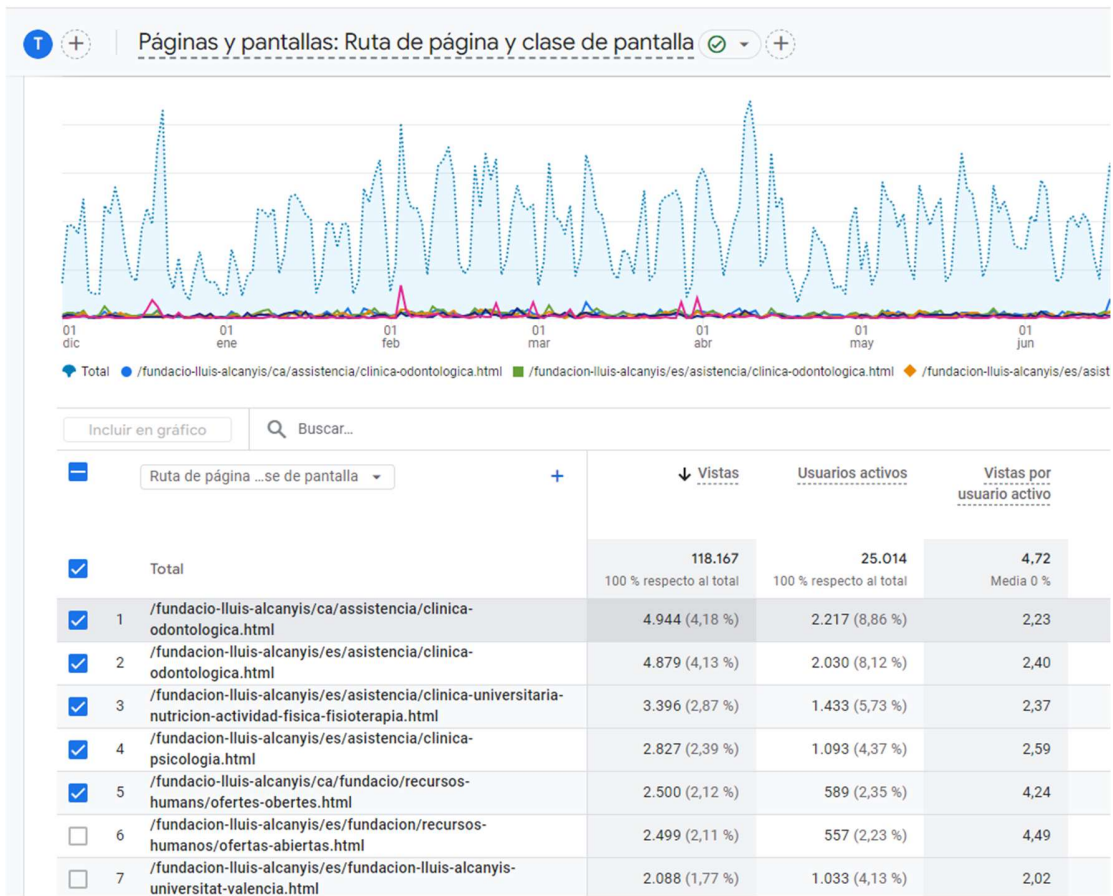 T
Páginas y pantallas: Ruta de página y clase de pantalla
01 dic
01 ene
01 feb
01 mar
01 abr
01 may
01 jun
Total /fundacio-lluis-alcanyis/ca/assistencia/clinica-odontologica.html /fundacion-lluis-alcanyis/es/asistencia/clinica-odontologica.html /fundacion-lluis-alcanyis/es/asist
Incluir en gráfico
Buscar...
Ruta de página ...se de pantalla
+
Vistas
Usuarios activos
Vistas por
usuario activo
Total
118.167
100 % respecto al total
25.014
100 % respecto al total
4,72
Media 0 %
1
/fundacio-lluis-alcanyis/ca/assistencia/clinica-
odontologica.html
4.944 (4,18 %)
2.217 (8,86 %)
2,23
2
/fundacion-lluis-alcanyis/es/asistencia/clinica-
odontologica.html
4.879 (4,13 %)
2.030 (8,12 %)
2,40
3
/fundacion-lluis-alcanyis/es/asistencia/clinica-universitaria-
nutricion-actividad-fisica-fisioterapia.html
3.396 (2,87 %)
1.433 (5,73 %)
2,37
4
/fundacion-lluis-alcanyis/es/asistencia/clinica-
psicologia.html
2.827 (2,39 %)
1.093 (4,37 %)
2,59
5
/fundacio-lluis-alcanyis/ca/fundacio/recursos-
humans/ofertes-obertes.html
2.500 (2,12 %)
589 (2,35 %)
4,24
6
/fundacion-lluis-alcanyis/es/fundacion/recursos-
humanos/ofertas-abiertas.html
2.499 (2,11 %)
557 (2,23 %)
4,49
7
/fundacion-lluis-alcanyis/es/fundacion-lluis-alcanyis-
universitat-valencia.html
2.088 (1,77 %)
1.033 (4,13 %)
2,02